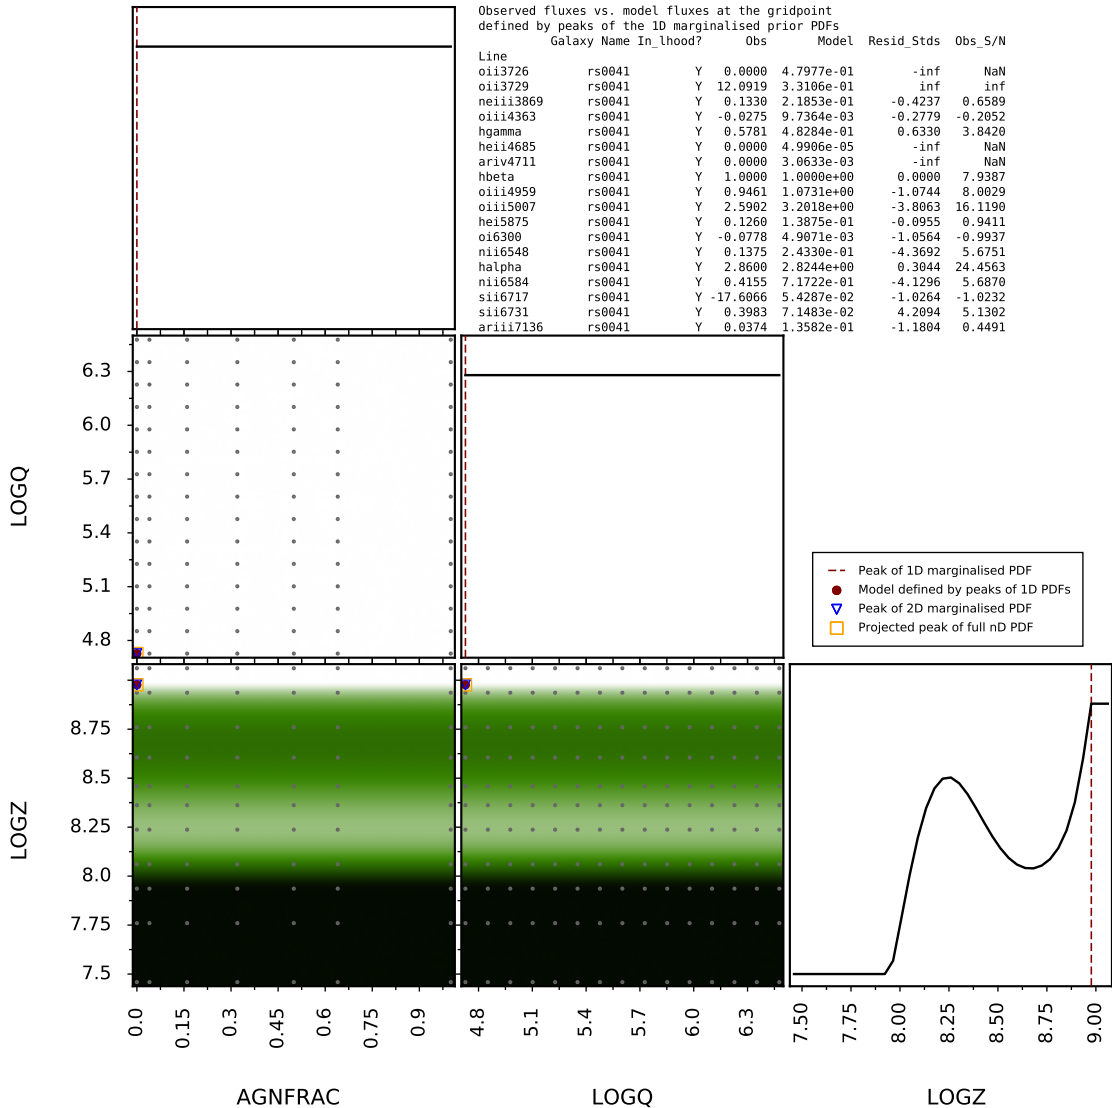 Observed fluxes vs. model fluxes at the gridpoint
defined by peaks of the 1D marginalised prior PDFs
Galaxy Name In_lhood? Obs Model Resid_Stds Obs_S/N
Line
oii3726 rs0041 Y 0.0000 4.7977e-01 -inf NaN
oii3729 rs0041 Y 12.0919 3.3106e-01 inf inf
neiii3869 rs0041 Y 0.1330 2.1853e-01 -0.4237 0.6589
oiii4363 rs0041 Y -0.0275 9.7364e-03 -0.2779 -0.2052
hgamma rs0041 Y 0.5781 4.8284e-01 0.6330 3.8420
heii4685 rs0041 Y 0.0000 4.9906e-05 -inf NaN
ariv4711 rs0041 Y 0.0000 3.0633e-03 -inf NaN
hbeta rs0041 Y 1.0000 1.0000e+00 0.0000 7.9387
oiii4959 rs0041 Y 0.9461 1.0731e+00 -1.0744 8.0029
oiii5007 rs0041 Y 2.5902 3.2018e+00 -3.8063 16.1190
hei5875 rs0041 Y 0.1260 1.3875e-01 -0.0955 0.9411
oi6300 rs0041 Y -0.0778 4.9071e-03 -1.0564 -0.9937
nii6548 rs0041 Y 0.1375 2.4330e-01 -4.3692 5.6751
halpha rs0041 Y 2.8600 2.8244e+00 0.3044 24.4563
nii6584 rs0041 Y 0.4155 7.1722e-01 -4.1296 5.6870
sii6717 rs0041 Y -17.6066 5.4287e-02 -1.0264 -1.0232
sii6731 rs0041 Y 0.3983 7.1483e-02 4.2094 5.1302
ariii7136 rs0041 Y 0.0374 1.3582e-01 -1.1804 0.4491
LOGQ
6.3
6.0
5.7
5.4
5.1
4.8
Peak of 1D marginalised PDF
Model defined by peaks of 1D PDFs
Peak of 2D marginalised PDF
Projected peak of full nD PDF
LOGZ
8.75
8.5
8.25
8.0
7.75
7.5
0.0 0.15 0.3 0.45 0.6 0.75 0.9
4.8 5.1 5.4 5.7 6.0 6.3
7.50 7.75 8.00 8.25 8.50 8.75 9.00
AGNFRAC LOGQ LOGZ